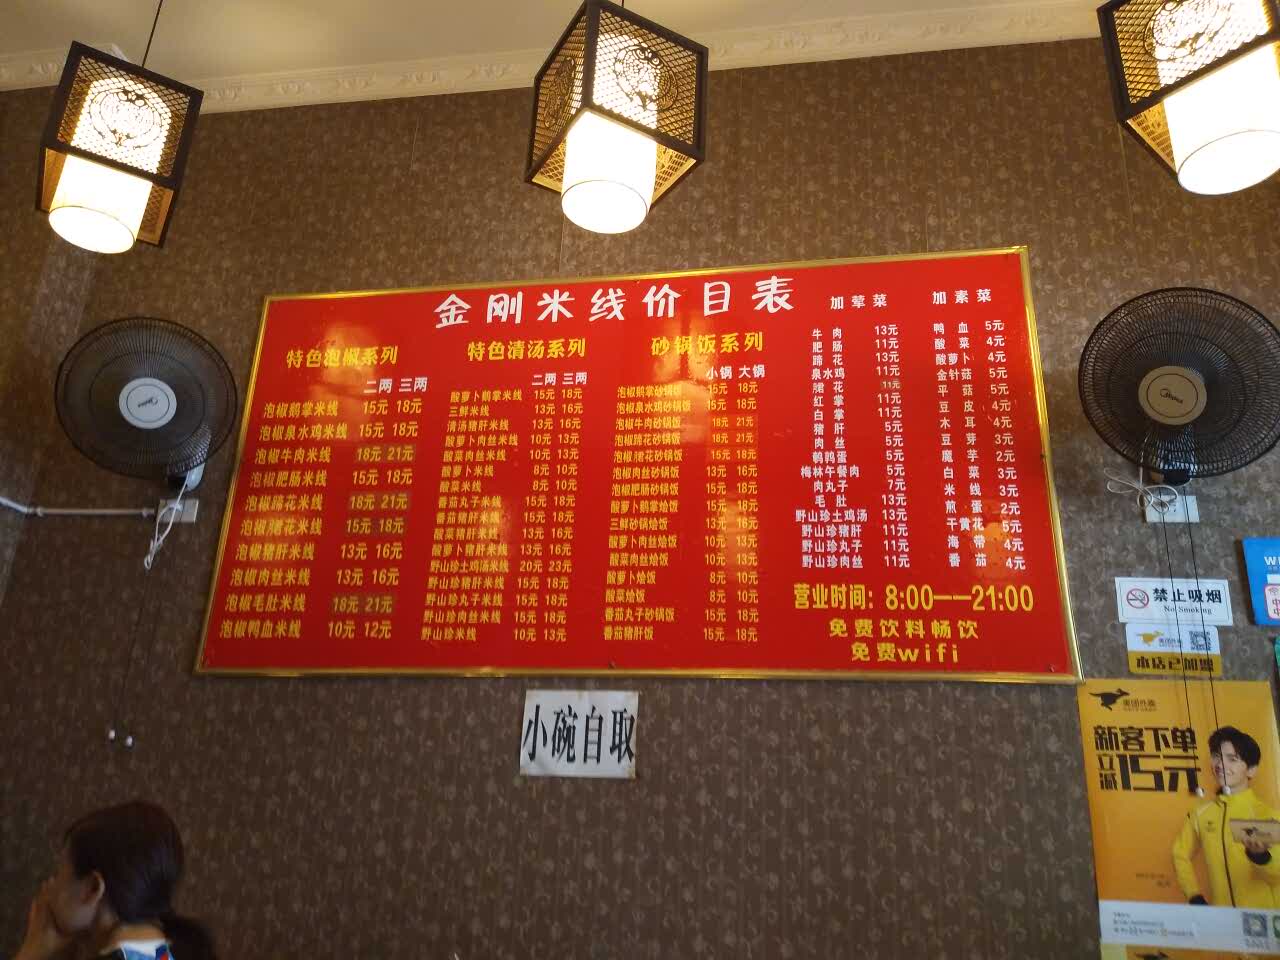 金刚米线价目表
特色泡椒系列
二两 三两
泡椒鹅掌米线 15元 18元
泡椒泉水鸡米线 15元 18元
泡椒牛肉米线 18元 21元
泡椒肥肠米线 15元 18元
泡椒蹄花米线 18元 21元
泡椒腰花米线 15元 18元
泡椒猪肝米线 13元 16元
泡椒肉丝米线 13元 16元
泡椒毛肚米线 18元 21元
泡椒鸭血米线 10元 12元
特色清汤系列
二两 三两
酸萝卜鹅掌米线 15元 18元
三鲜米线 13元 16元
清汤猪肝米线 13元 16元
酸萝卜肉丝米线 10元 13元
酸菜肉丝米线 10元 13元
酸萝卜米线 8元 10元
酸菜米线 8元 10元
番茄丸子米线 15元 18元
番茄猪肝米线 15元 18元
酸菜猪肝米线 13元 16元
酸萝卜猪肝米线 13元 16元
野山珍土鸡汤米线 20元 23元
野山珍猪肝米线 15元 18元
野山珍丸子米线 15元 18元
野山珍肉丝米线 15元 18元
野山珍米线 10元 13元
砂锅饭系列
小锅 大锅
泡椒鹅掌砂锅饭 15元 18元
泡椒泉水鸡砂锅饭 15元 18元
泡椒牛肉砂锅饭 18元 21元
泡椒蹄花砂锅饭 18元 21元
泡椒腰花砂锅饭 15元 18元
泡椒肉丝砂锅饭 13元 16元
泡椒肥肠砂锅饭 15元 18元
酸萝卜鹅掌烩饭 15元 18元
三鲜砂锅烩饭 13元 16元
酸萝卜肉丝烩饭 10元 13元
酸菜肉丝烩饭 10元 13元
酸萝卜烩饭 8元 10元
酸菜烩饭 8元 10元
番茄丸子砂锅饭 15元 18元
番茄猪肝饭 15元 18元
加荤菜
牛肉 13元
肥肠 11元
蹄花 13元
泉水鸡 11元
腰花 11元
红掌 11元
白掌 11元
猪肝 5元
肉丝 5元
鹌鹑蛋 5元
梅林午餐肉 5元
肉丸子 7元
毛肚 13元
野山珍土鸡汤 13元
野山珍猪肝 11元
野山珍丸子 11元
野山珍肉丝 11元
加素菜
鸭血 5元
酸菜 4元
酸萝卜 4元
金针菇 5元
平菇 5元
豆皮 4元
木耳 4元
豆芽 3元
魔芋 2元
白菜 3元
米线 3元
煎蛋 2元
干黄花 5元
海带 4元
番茄 4元
营业时间：8:00——21:00
免费饮料畅饮
免费wifi
小碗自取
禁止吸烟
No Smoking
美团外卖
本店已加盟
美团外卖
新客下单
立减15元